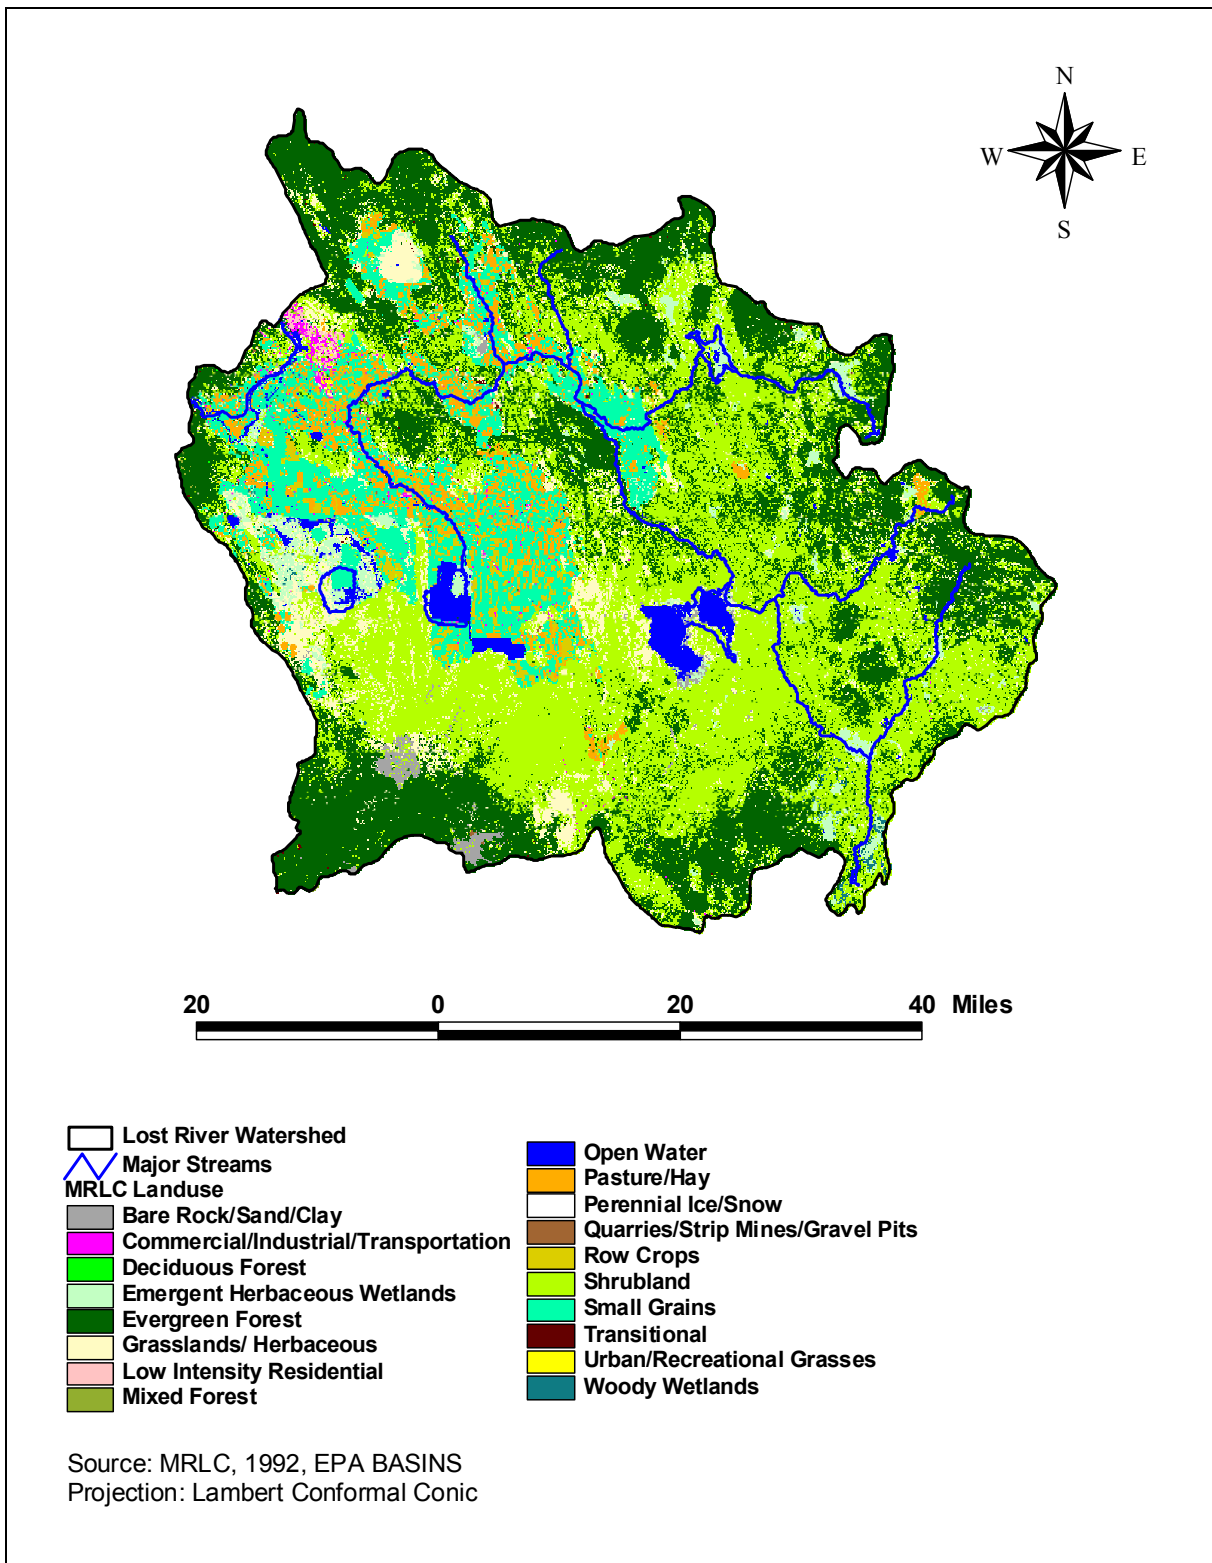 N
W E
S
20 0 20 40 Miles
Lost River Watershed
Major Streams
MRLC Landuse
Bare Rock/Sand/Clay
Commercial/Industrial/Transportation
Deciduous Forest
Emergent Herbaceous Wetlands
Evergreen Forest
Grasslands/ Herbaceous
Low Intensity Residential
Mixed Forest
Open Water
Pasture/Hay
Perennial Ice/Snow
Quarries/Strip Mines/Gravel Pits
Row Crops
Shrubland
Small Grains
Transitional
Urban/Recreational Grasses
Woody Wetlands
Source: MRLC, 1992, EPA BASINS
Projection: Lambert Conformal Conic